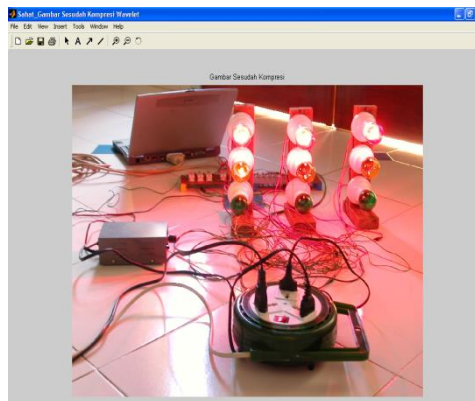 Sahat_Gambar Sesudah Kompresi Wavelet
File Edit View Insert Tools Window Help
Gambar Sesudah Kompresi